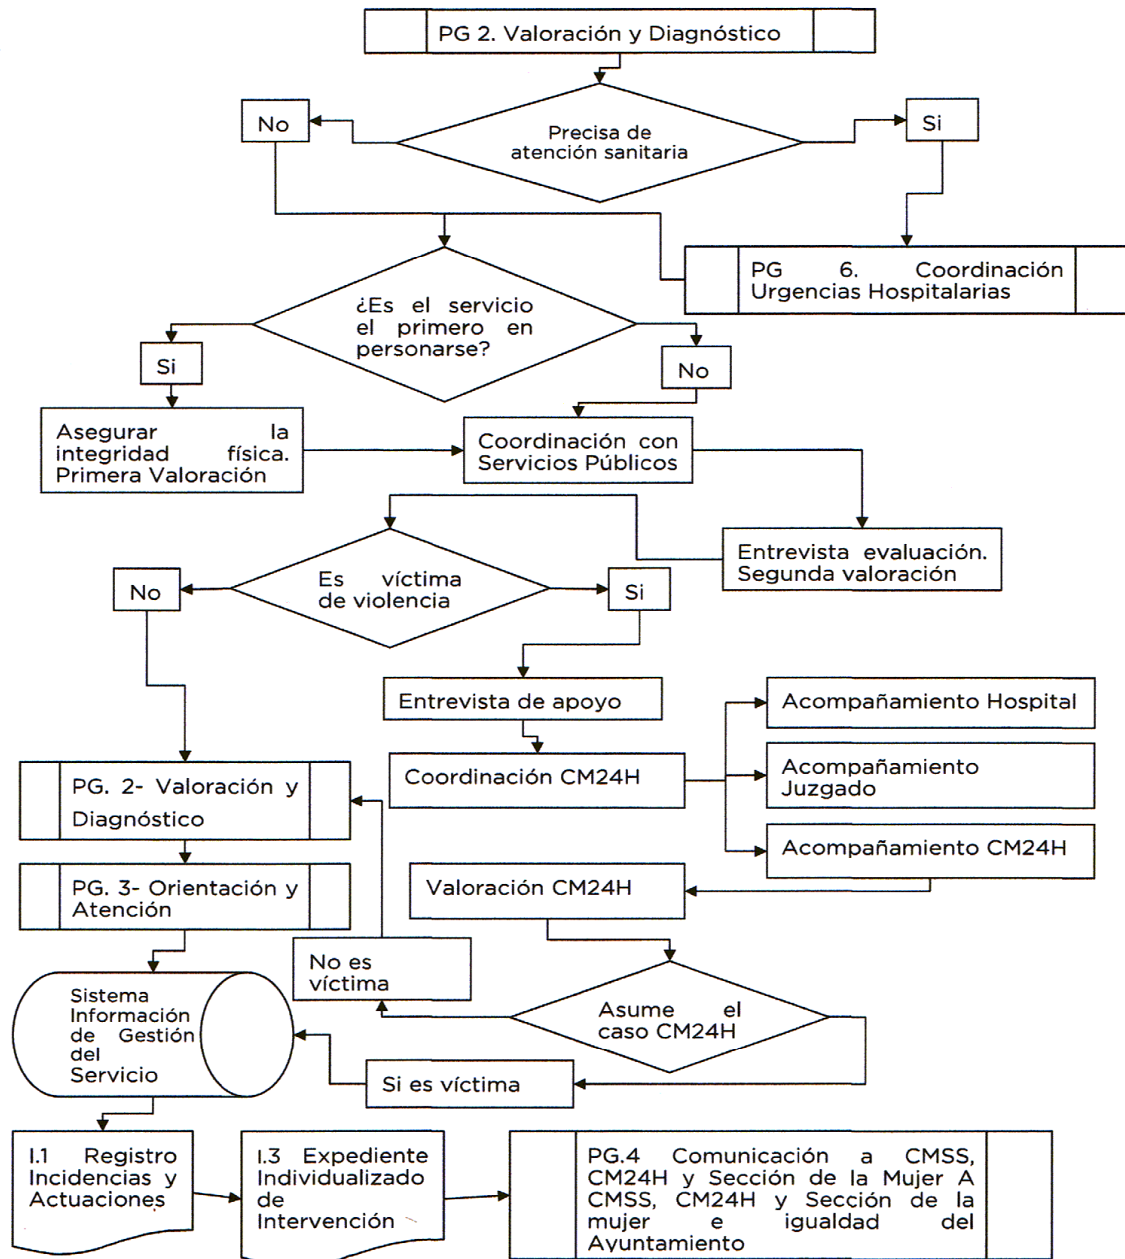 PG 2. Valoración y Diagnóstico
No
Precisa de
atención sanitaria
Si
PG 6. Coordinación
Urgencias Hospitalarias
¿Es el servicio
el primero en
personarse?
Si
No
Asegurar la
integridad física.
Primera Valoración
Coordinación con
Servicios Públicos
Entrevista evaluación.
Segunda valoración
No
Es víctima
de violencia
Si
Entrevista de apoyo
Acompañamiento Hospital
Coordinación CM24H
Acompañamiento
Juzgado
PG. 2- Valoración y
Diagnóstico
Acompañamiento CM24H
PG. 3- Orientación y
Atención
Valoración CM24H
No es
víctima
Sistema
Información
de Gestión
del
Servicio
Asume el
caso CM24H
Si es víctima
I.1 Registro
Incidencias y
Actuaciones
I.3 Expediente
Individualizado
de
Intervención
PG.4 Comunicación a CMSS,
CM24H y Sección de la Mujer A
CMSS, CM24H y Sección de la
mujer e igualdad del
Ayuntamiento